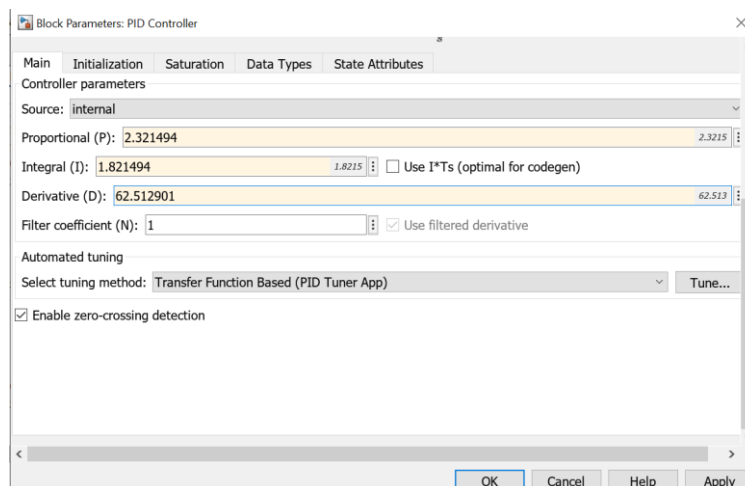 Block Parameters: PID Controller
Main Initialization Saturation Data Types State Attributes
Controller parameters
Source: internal
Proportional (P): 2.321494 2.3215
Integral (I): 1.821494 1.8215 Use I*Ts (optimal for codegen)
Derivative (D): 62.512901 62.513
Filter coefficient (N): 1 Use filtered derivative
Automated tuning
Select tuning method: Transfer Function Based (PID Tuner App) Tune...
Enable zero-crossing detection
OK Cancel Help Apply